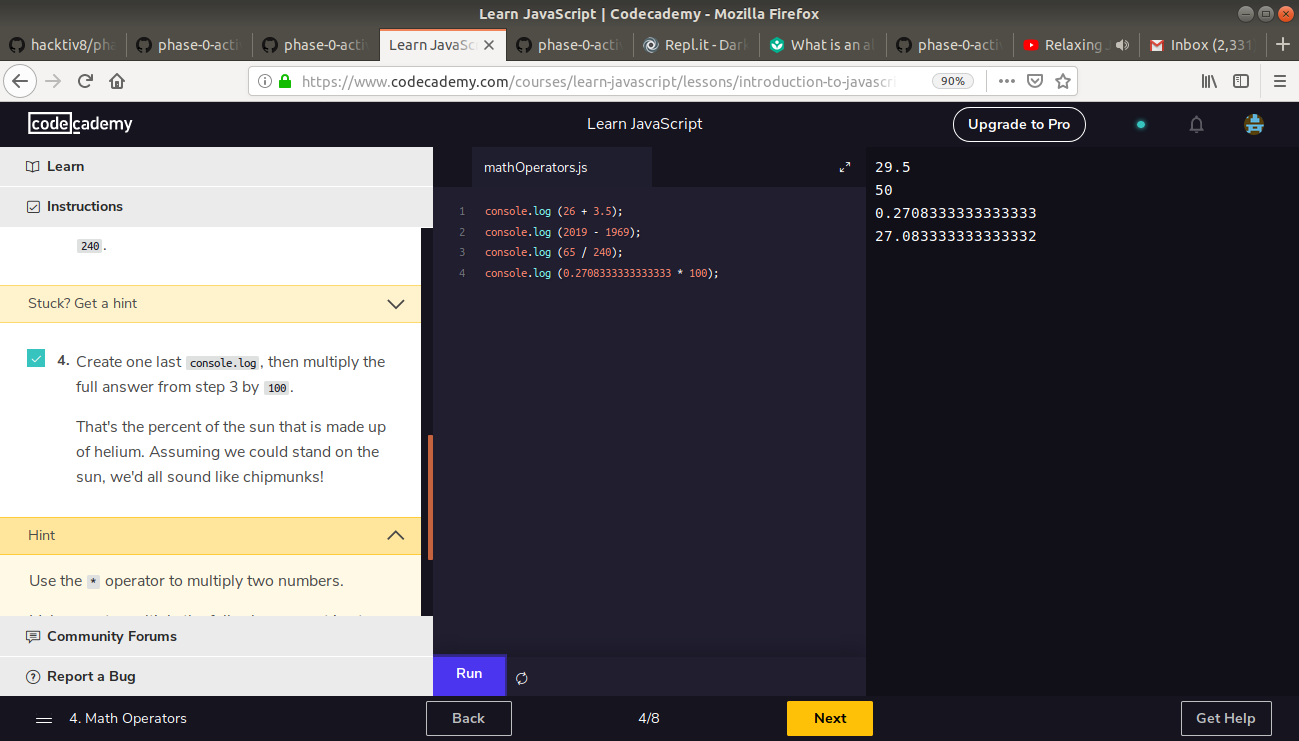 Learn JavaScript | Codecademy - Mozilla Firefox
hacktiv8/pha
phase-0-activ
phase-0-activ
Learn JavaSc
phase-0-activ
Repl.it - Dark
What is an al
phase-0-activ
Relaxing
Inbox (2,331
https://www.codecademy.com/courses/learn-javascript/lessons/introduction-to-javascri
90%
codecademy
Learn JavaScript
Upgrade to Pro
Learn
Instructions
240.
Stuck? Get a hint
4. Create one last console.log, then multiply the
full answer from step 3 by 100.
That's the percent of the sun that is made up
of helium. Assuming we could stand on the
sun, we'd all sound like chipmunks!
Hint
Use the * operator to multiply two numbers.
Community Forums
Report a Bug
mathOperators.js
1 console.log (26 + 3.5);
2 console.log (2019 - 1969);
3 console.log (65 / 240);
4 console.log (0.2708333333333333 * 100);
Run
29.5
50
0.2708333333333333
27.083333333333332
4. Math Operators
Back
4/8
Next
Get Help